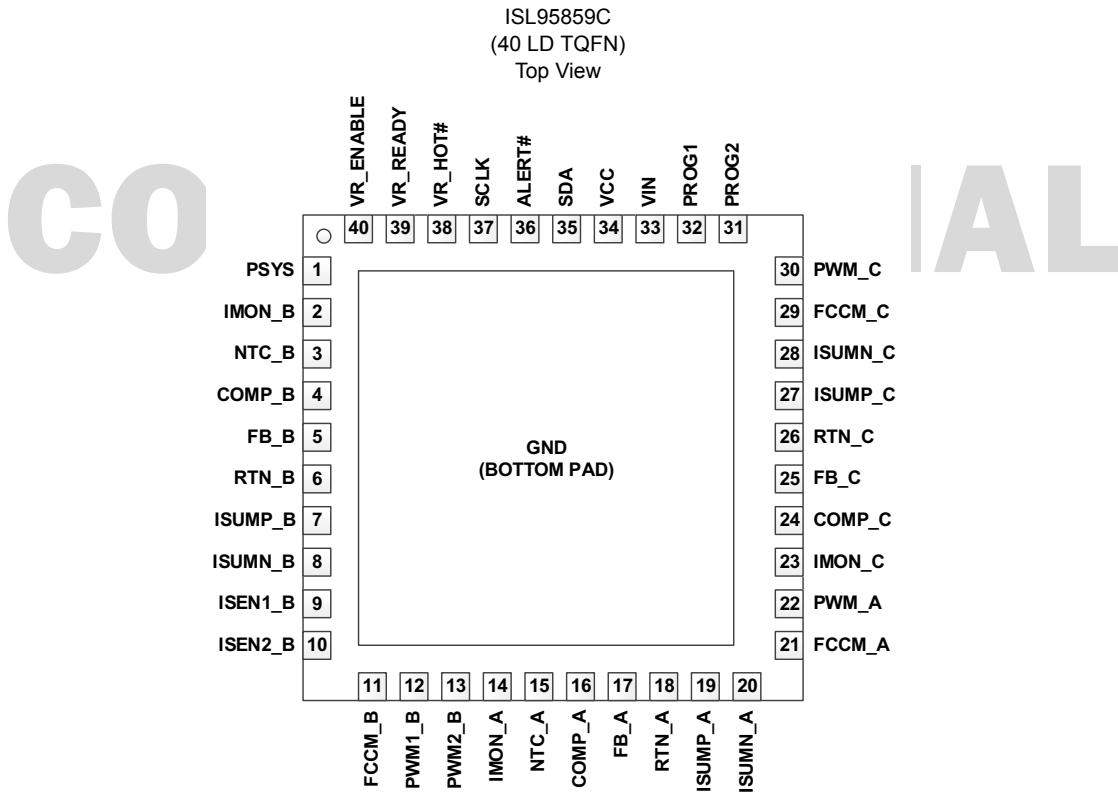 ISL95859C
(40 LD TQFN)
Top View
CO
IAL
VR_ENABLE
VR_READY
VR_HOT#
SCLK
ALERT#
SDA
VCC
VIN
PROG1
PROG2
40 39 38 37 36 35 34 33 32 31
PSYS 1
IMON_B 2
NTC_B 3
COMP_B 4
FB_B 5
RTN_B 6
ISUMP_B 7
ISUMN_B 8
ISEN1_B 9
ISEN2_B 10
GND
(BOTTOM PAD)
30 PWM_C
29 FCCM_C
28 ISUMN_C
27 ISUMP_C
26 RTN_C
25 FB_C
24 COMP_C
23 IMON_C
22 PWM_A
21 FCCM_A
11 12 13 14 15 16 17 18 19 20
FCCM_B
PWM1_B
PWM2_B
IMON_A
NTC_A
COMP_A
FB_A
RTN_A
ISUMP_A
ISUMN_A